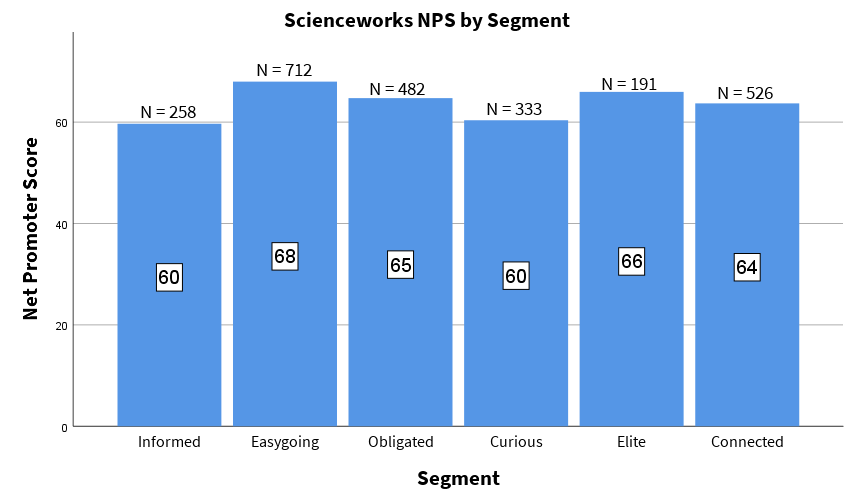 Scienceworks NPS by Segment
N = 258
N = 712
N = 482
N = 333
N = 191
N = 526
60
40
20
0
Net Promoter Score
60
68
65
60
66
64
Informed
Easygoing
Obligated
Curious
Elite
Connected
Segment